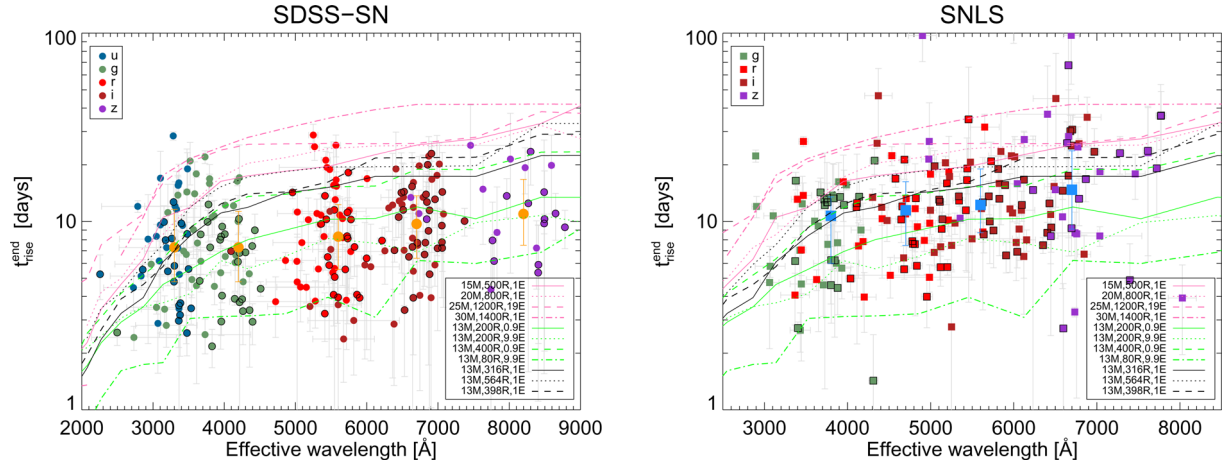 SDSS−SN
100
10
1
t_rise^end [days]
u
g
r
i
z
15M,500R,1E
20M,800R,1E
25M,1200R,19E
30M,1400R,1E
13M,200R,0.9E
13M,200R,9.9E
13M,400R,0.9E
13M,80R,9.9E
13M,316R,1E
13M,564R,1E
13M,398R,1E
2000 3000 4000 5000 6000 7000 8000 9000
Effective wavelength [Å]
SNLS
100
10
1
t_rise^end [days]
g
r
i
z
15M,500R,1E
20M,800R,1E
25M,1200R,19E
30M,1400R,1E
13M,200R,0.9E
13M,200R,9.9E
13M,400R,0.9E
13M,80R,9.9E
13M,316R,1E
13M,564R,1E
13M,398R,1E
3000 4000 5000 6000 7000 8000
Effective wavelength [Å]